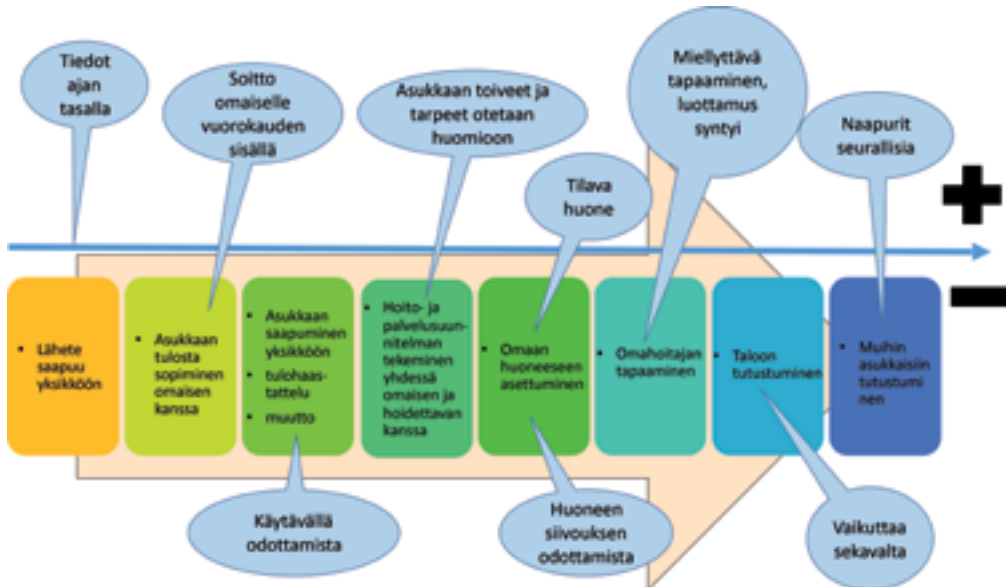 Tiedot
ajan
tasalla
Soitto
omaiselle
vuorokauden
sisällä
Asukkaan toiveet ja
tarpeet otetaan
huomioon
Miellyttävä
tapaaminen,
luottamus
syntyi
Naapurit
seurallisia
Tilava
huone
+
−
• Lähete
saapuu
yksikköön
• Asukkaan
tulosta
sopiminen
omaisen
kanssa
• Asukkaan
saapuminen
yksikköön
• tulohaas-
tattelu
• muutto
• Hoito- ja
palvelusuun-
nitelman
tekeminen
yhdessä
omaisen ja
hoidettavan
kanssa
• Omaan
huoneeseen
asettuminen
• Omahoitajan
tapaaminen
• Taloon
tutustuminen
• Muihin
asukkaisiin
tutustumi
nen
Käytävällä
odottamista
Huoneen
siivouksen
odottamista
Vaikuttaa
sekavalta